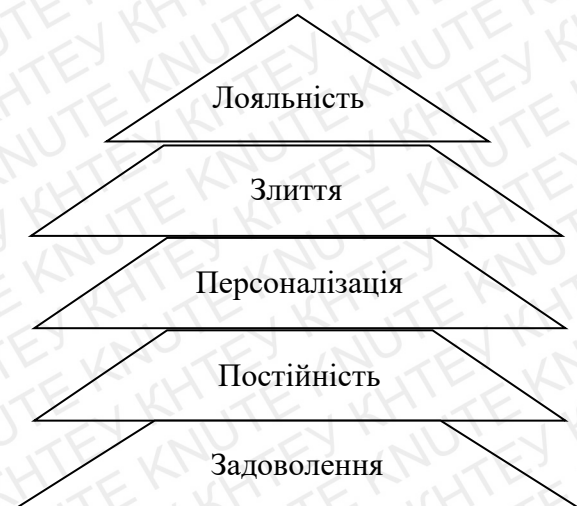 Лояльність
Злиття
Персоналізація
Постійність
Задоволення